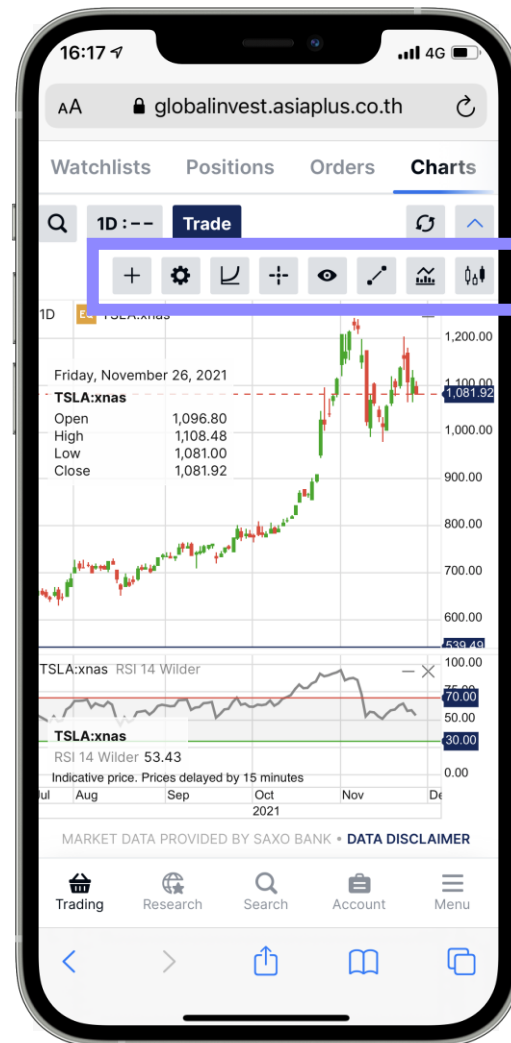 16:17
4G
AA globalinvest.asiaplus.co.th
Watchlists Positions Orders Charts
1D : -- Trade
1D TSLA:xnas
1,200.00
Friday, November 26, 2021
1,100.00
TSLA:xnas
1,081.92
Open 1,096.80
High 1,108.48
Low 1,081.00
Close 1,081.92
1,000.00
900.00
800.00
700.00
600.00
539.49
TSLA:xnas RSI 14 Wilder
100.00
75.00
70.00
50.00
TSLA:xnas
30.00
RSI 14 Wilder 53.43
Indicative price. Prices delayed by 15 minutes
0.00
Jul Aug Sep Oct Nov De
2021
MARKET DATA PROVIDED BY SAXO BANK • DATA DISCLAIMER
Trading Research Search Account Menu